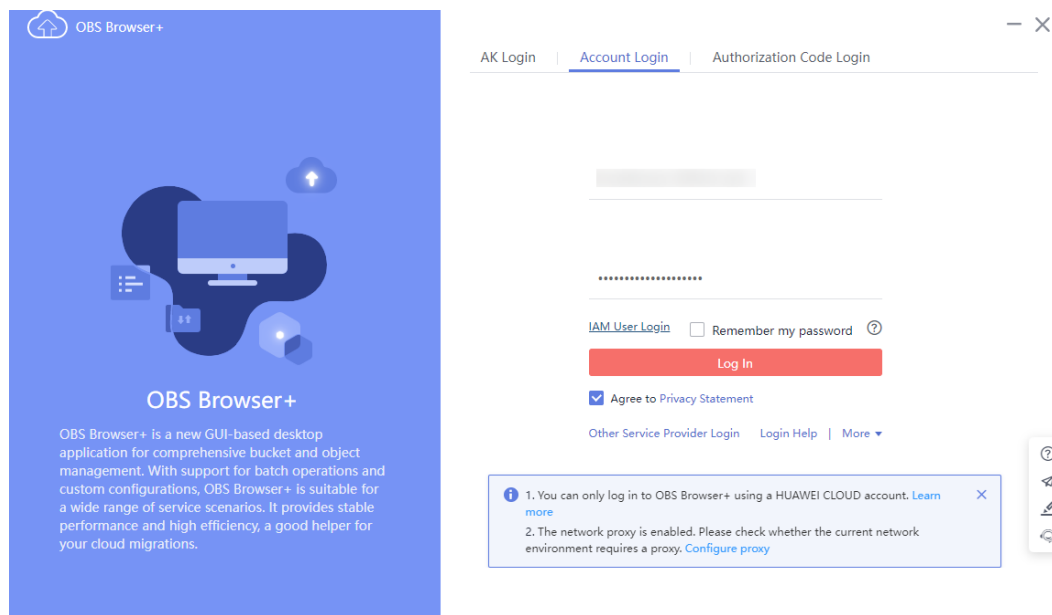 OBS Browser+
AK Login
Account Login
Authorization Code Login
••••••••••••••••••••
IAM User Login
Remember my password
Log In
Agree to Privacy Statement
Other Service Provider Login
Login Help
More
OBS Browser+
OBS Browser+ is a new GUI-based desktop
application for comprehensive bucket and object
management. With support for batch operations and
custom configurations, OBS Browser+ is suitable for
a wide range of service scenarios. It provides stable
performance and high efficiency, a good helper for
your cloud migrations.
1. You can only log in to OBS Browser+ using a HUAWEI CLOUD account. Learn
more
2. The network proxy is enabled. Please check whether the current network
environment requires a proxy. Configure proxy